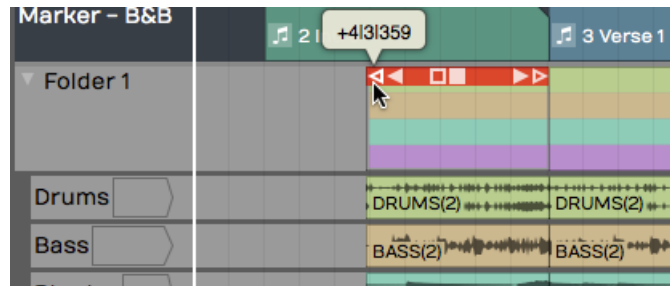 Marker - B&B
2 I
+4|3|359
3 Verse 1
Folder 1
Drums
DRUMS(2)
DRUMS(2)
Bass
BASS(2)
BASS(2)